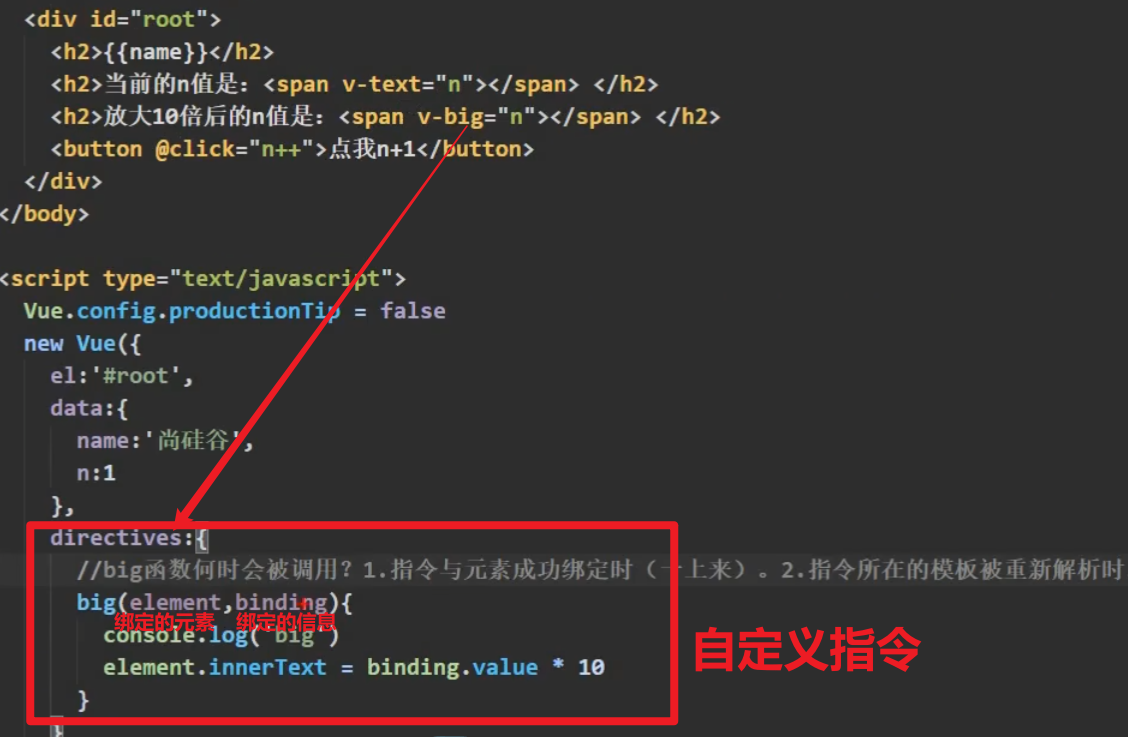 <div id="root">
<h2>{{name}}</h2>
<h2>当前的n值是：<span v-text="n"></span> </h2>
<h2>放大10倍后的n值是：<span v-big="n"></span> </h2>
<button @click="n++">点我n+1</button>
</div>
</body>
<script type="text/javascript">
Vue.config.productionTip = false
new Vue({
el:'#root',
data:{
name:'尚硅谷',
n:1
},
directives:{
//big函数何时会被调用？1.指令与元素成功绑定时（一上来）。2.指令所在的模板被重新解析时
big(element,binding){
绑定的元素 绑定的信息
console.log('big')
element.innerText = binding.value * 10
自定义指令
}
}